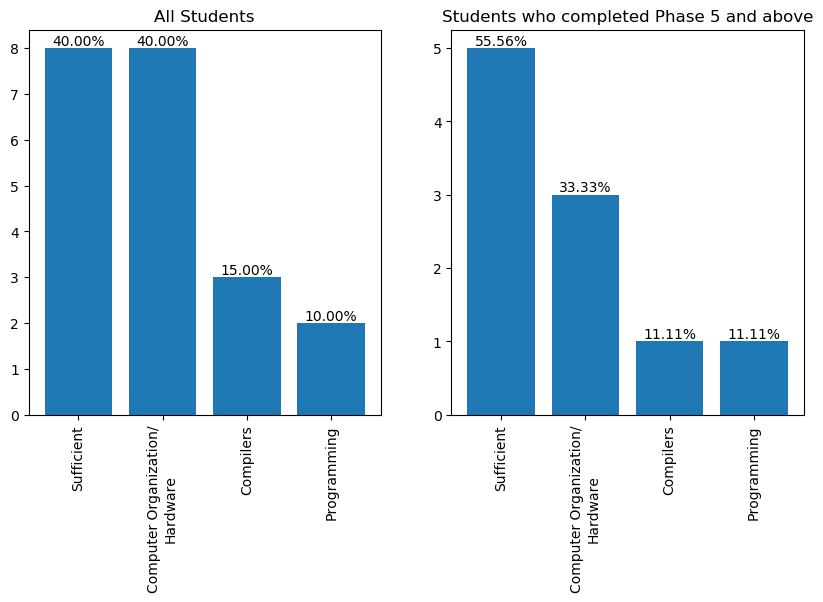 All Students
40.00%
40.00%
15.00%
10.00%
8
7
6
5
4
3
2
1
0
Sufficient
Computer Organization/
Hardware
Compilers
Programming
Students who completed Phase 5 and above
55.56%
33.33%
11.11%
11.11%
5
4
3
2
1
0
Sufficient
Computer Organization/
Hardware
Compilers
Programming